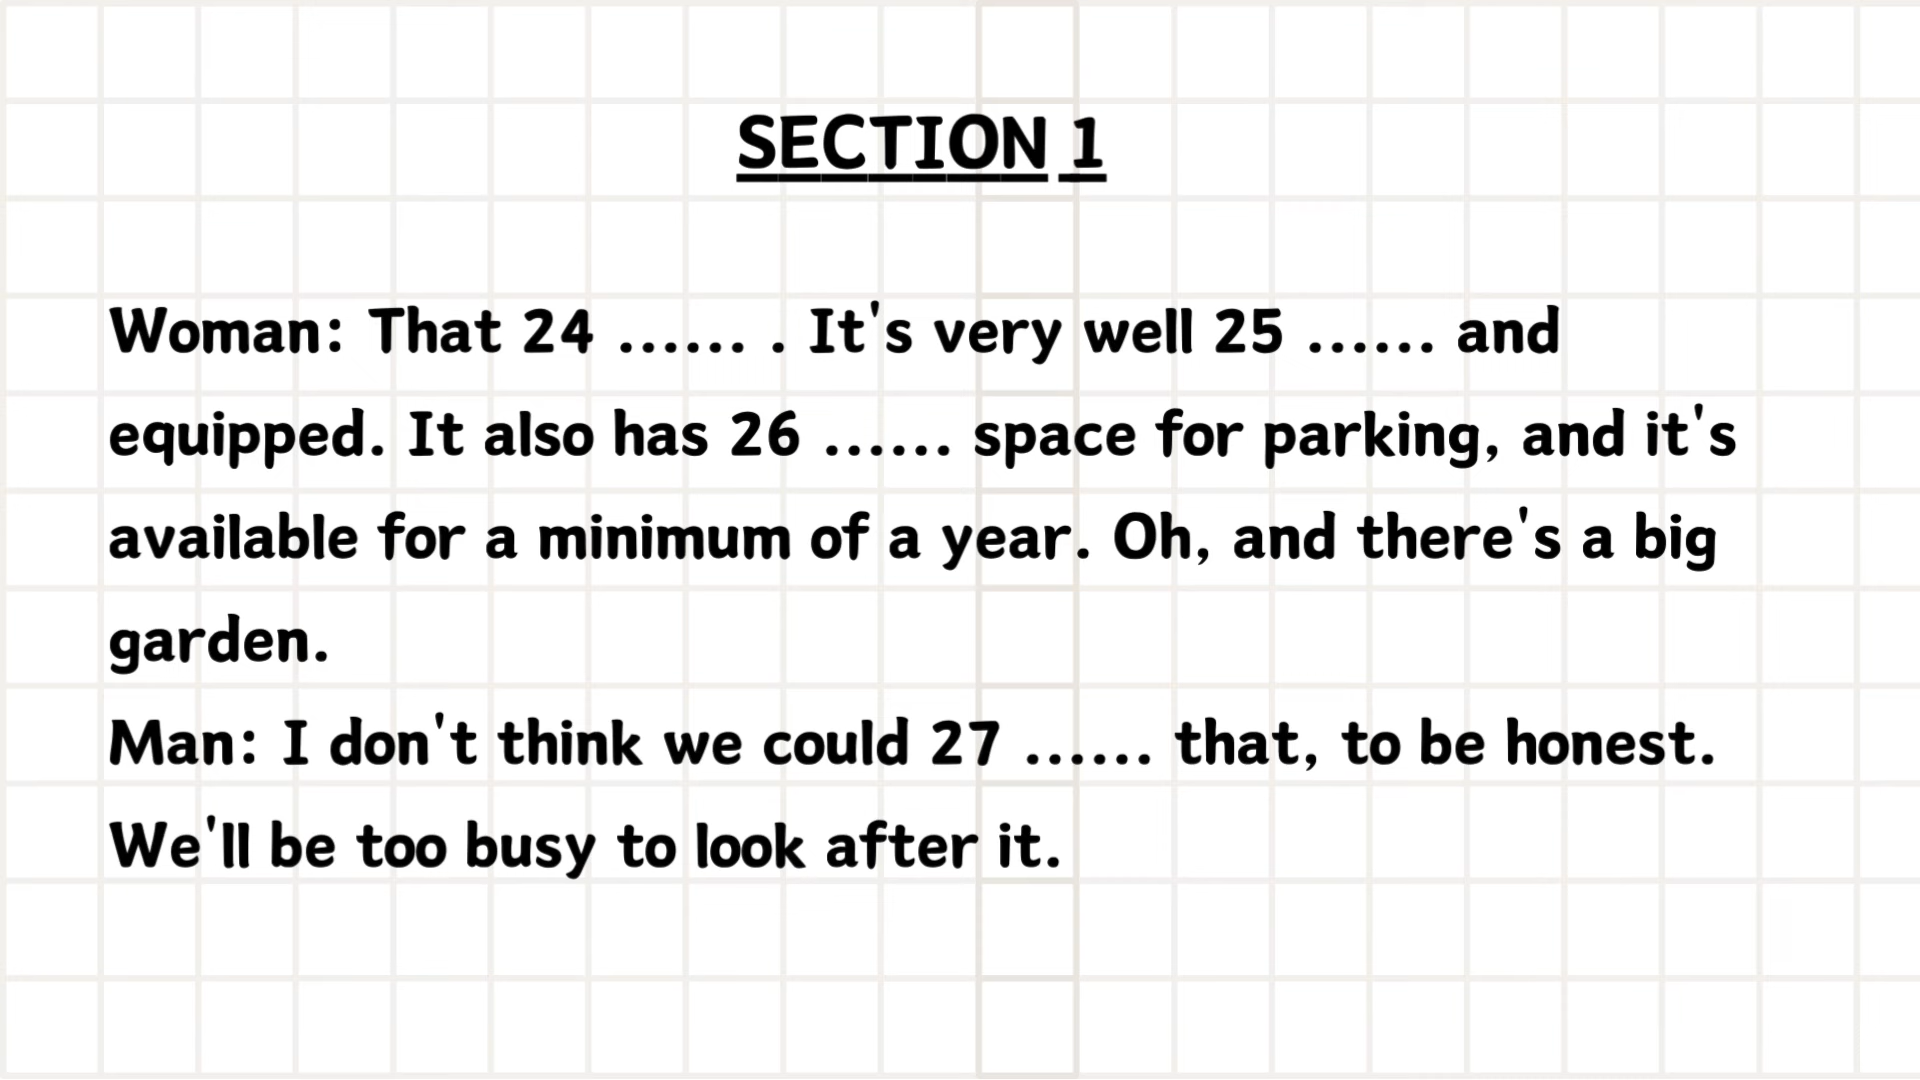 SECTION 1
Woman: That 24 ...... . It's very well 25 ...... and
equipped. It also has 26 ...... space for parking, and it's
available for a minimum of a year. Oh, and there's a big
garden.
Man: I don't think we could 27 ...... that, to be honest.
We'll be too busy to look after it.